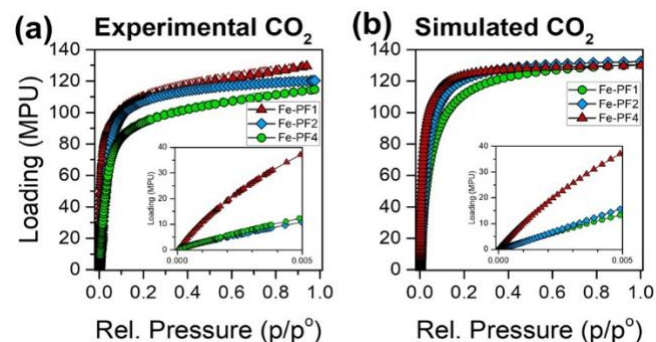 (a) Experimental CO₂
Loading (MPU)
140
120
100
80
60
40
20
0
Fe-PF1
Fe-PF2
Fe-PF4
Loading (MPU)
40
30
20
10
0
0.000
0.005
0.0 0.2 0.4 0.6 0.8 1.0
Rel. Pressure (p/p°)
(b) Simulated CO₂
140
120
100
80
60
40
20
0
Fe-PF1
Fe-PF2
Fe-PF4
Loading (MPU)
40
30
20
10
0
0.000
0.005
0.0 0.2 0.4 0.6 0.8 1.0
Rel. Pressure (p/p°)